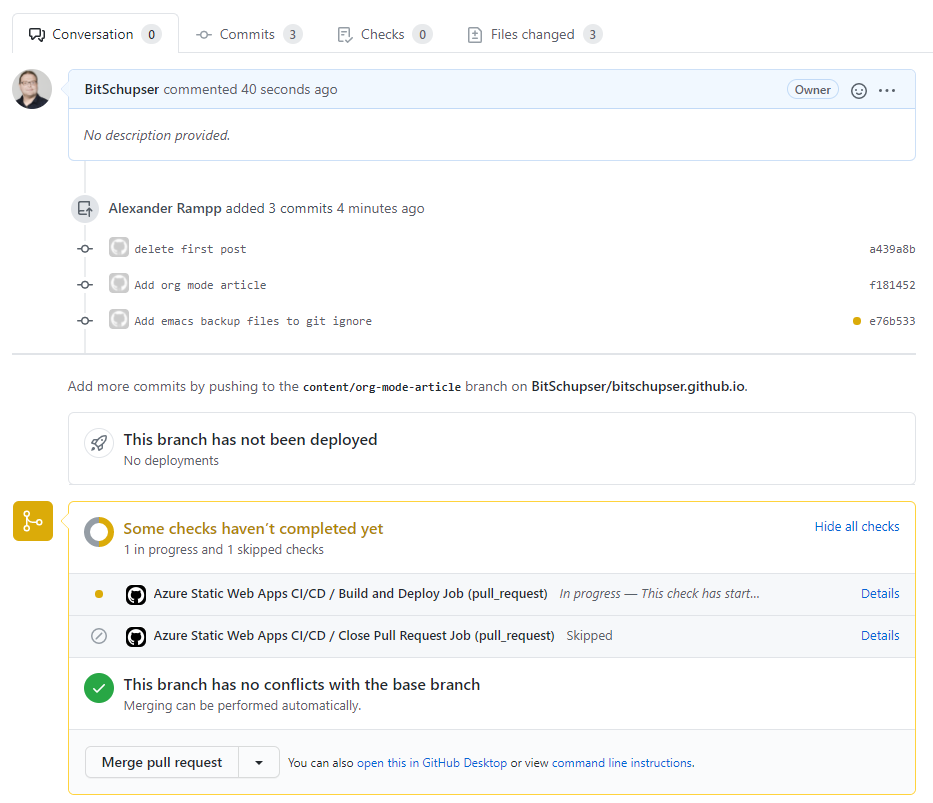 Conversation 0 Commits 3 Checks 0 Files changed 3
BitSchupser commented 40 seconds ago Owner
No description provided.
Alexander Rampp added 3 commits 4 minutes ago
delete first post a439a8b
Add org mode article f181452
Add emacs backup files to git ignore e76b533
Add more commits by pushing to the content/org-mode-article branch on BitSchupser/bitschupser.github.io.
This branch has not been deployed
No deployments
Some checks haven't completed yet Hide all checks
1 in progress and 1 skipped checks
Azure Static Web Apps CI/CD / Build and Deploy Job (pull_request) In progress — This check has start... Details
Azure Static Web Apps CI/CD / Close Pull Request Job (pull_request) Skipped Details
This branch has no conflicts with the base branch
Merging can be performed automatically.
Merge pull request You can also open this in GitHub Desktop or view command line instructions.